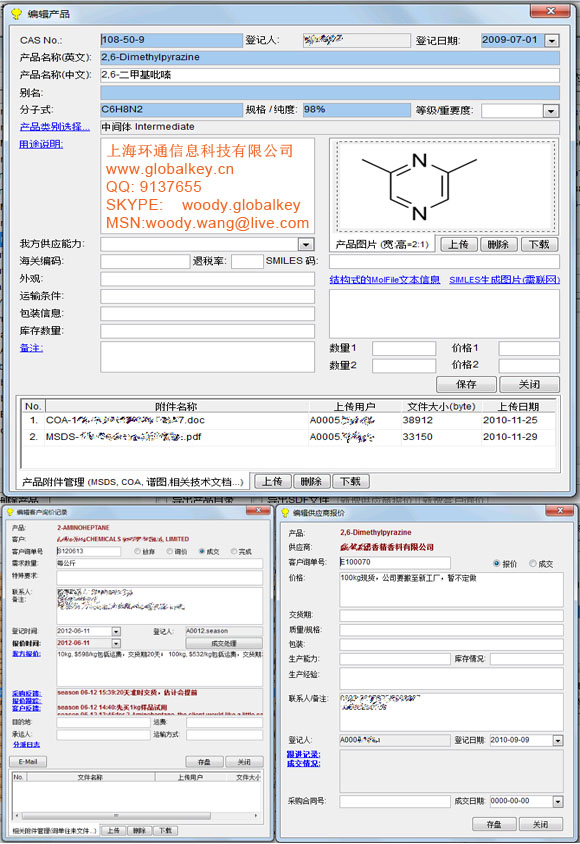 编辑产品
CAS No.: 108-50-9 登记人: 登记日期: 2009-07-01
产品名称(英文): 2,6-Dimethylpyrazine
产品名称(中文): 2,6-二甲基吡嗪
别名:
分子式: C6H8N2 规格 / 纯度: 98% 等级/重要度:
产品类别选择... 中间体 Intermediate
用途说明:
上海环通信息科技有限公司
www.globalkey.cn
QQ: 9137655
SKYPE: woody.globalkey
MSN:woody.wang@live.com
N
N
我方供应能力: 产品图片 (宽:高=2:1) 上传 删除 下载
海关编码: 退税率: SMILES 码:
外观: 结构式的MolFile文本信息 SIMLES生成图片(需联网)
运输条件:
包装信息:
库存数量:
备注: 数量1 价格1
数量2 价格2
保存 关闭
No. 附件名称 上传用户 文件大小(byte) 上传日期
1. COA-1 7.doc A0005. 38912 2010-11-25
2. MSDS- .pdf A0005. 33150 2010-11-29
产品附件管理 (MSDS, COA, 谱图,相关技术文档...) 上传 删除 下载
编辑客户询价记录
产品: 2-AMINOHEPTANE
客户: CHEMICALS LIMITED
客户询单号 S120613 放弃 询价 成交 完成
需求数量: 每公斤
特殊要求:
联系人:
备注:
登记时间: 2012-06-11 登记人: A0012.season
报价时间: 2012-06-11 成交处理
我方报价: 10kg, $598/kg包低运费，交货期20天； 100kg, $532/kg包低运费，交货期:
采购反馈: season 06-12 15:39:20天准时交货，估计会提前
报价跟踪:
客户反馈: season 06-12 14:40:先买1kg样品试用
目的地: 运费:
承运人: 运输方式:
分派日志
E-Mail 存盘 关闭
No. 文件名称 上传用户 文件大小
相关附件管理(询单往来文件...) 上传 删除 下载
编辑供应商报价
产品: 2,6-Dimethylpyrazine
供应商: 香精香料有限公司
客户询单号: E100070 报价 成交
价格: 100kg现货，公司要搬至新工厂，暂不定做
交货期:
质量/规格:
包装:
生产能力: 库存情况:
生产经验:
联系人/备注:
登记人: A000 登记日期: 2010-09-09
跟进记录:
成交情况:
采购合同号: 成交日期: 0000-00-00
存盘 关闭